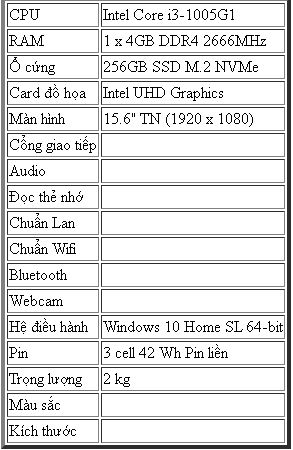 CPU Intel Core i3-1005G1
RAM 1 x 4GB DDR4 2666MHz
Ổ cứng 256GB SSD M.2 NVMe
Card đồ họa Intel UHD Graphics
Màn hình 15.6" TN (1920 x 1080)
Cổng giao tiếp
Audio
Đọc thẻ nhớ
Chuẩn Lan
Chuẩn Wifi
Bluetooth
Webcam
Hệ điều hành Windows 10 Home SL 64-bit
Pin 3 cell 42 Wh Pin liền
Trọng lượng 2 kg
Màu sắc
Kích thước